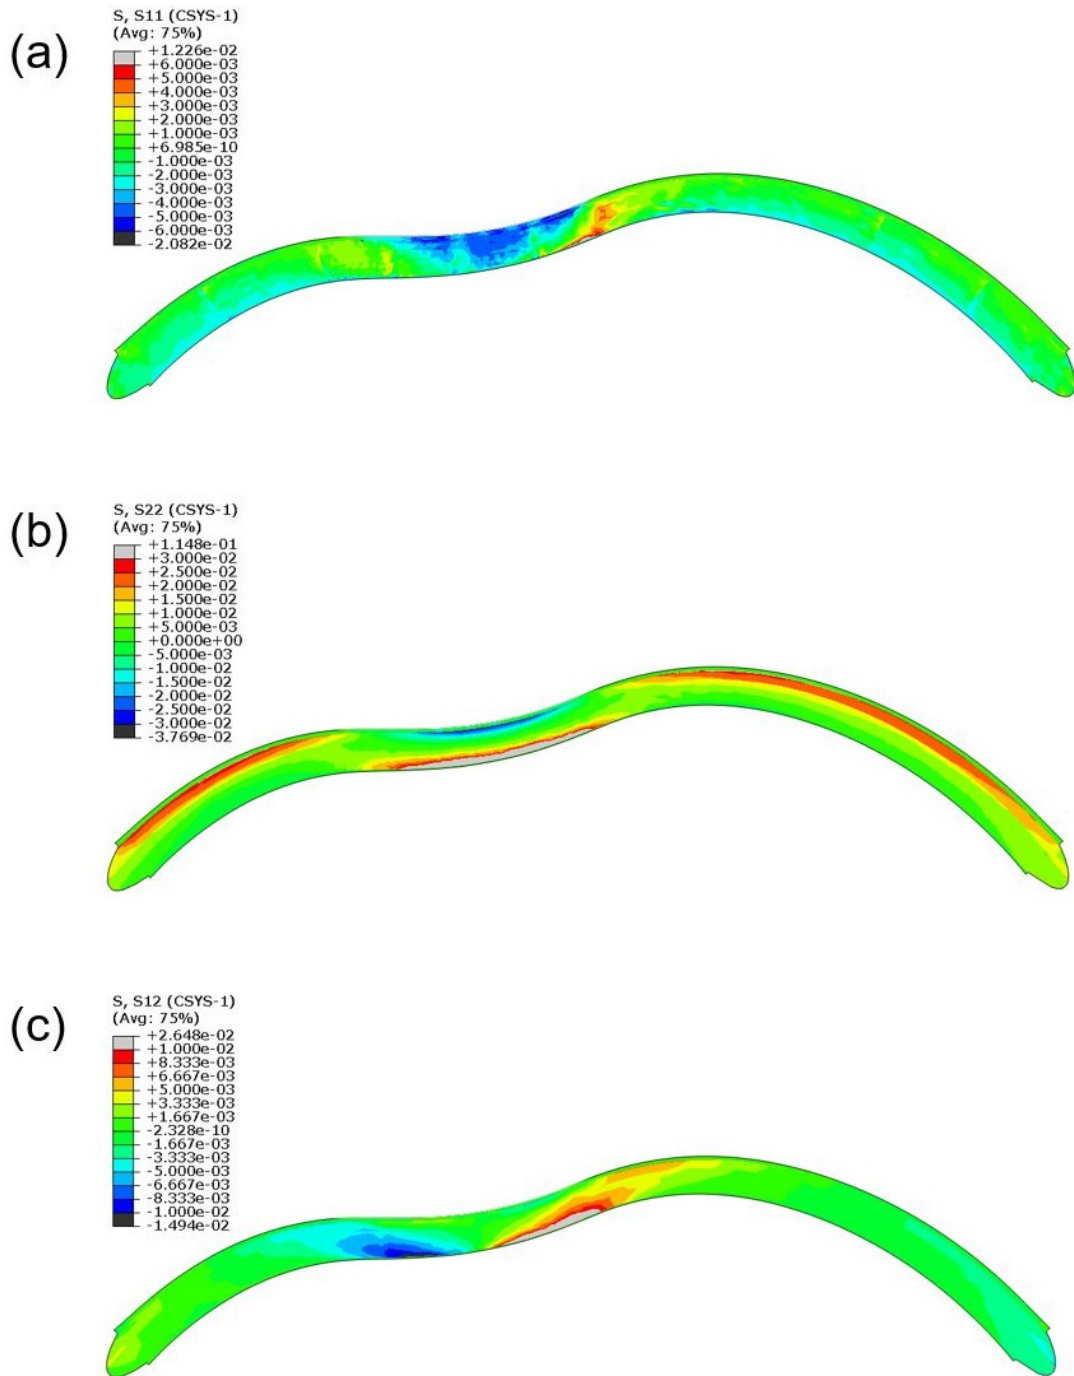 (a)
S, S11 (CSYS-1)
(Avg: 75%)
+1.226e-02
+6.000e-03
+5.000e-03
+4.000e-03
+3.000e-03
+2.000e-03
+1.000e-03
+6.985e-10
-1.000e-03
-2.000e-03
-3.000e-03
-4.000e-03
-5.000e-03
-6.000e-03
-2.082e-02
(b)
S, S22 (CSYS-1)
(Avg: 75%)
+1.148e-01
+3.000e-02
+2.500e-02
+2.000e-02
+1.500e-02
+1.000e-02
+5.000e-03
+0.000e+00
-5.000e-03
-1.000e-02
-1.500e-02
-2.000e-02
-2.500e-02
-3.000e-02
-3.769e-02
(c)
S, S12 (CSYS-1)
(Avg: 75%)
+2.648e-02
+1.000e-02
+8.333e-03
+6.667e-03
+5.000e-03
+3.333e-03
+1.667e-03
-2.328e-10
-1.667e-03
-3.333e-03
-5.000e-03
-6.667e-03
-8.333e-03
-1.000e-02
-1.494e-02